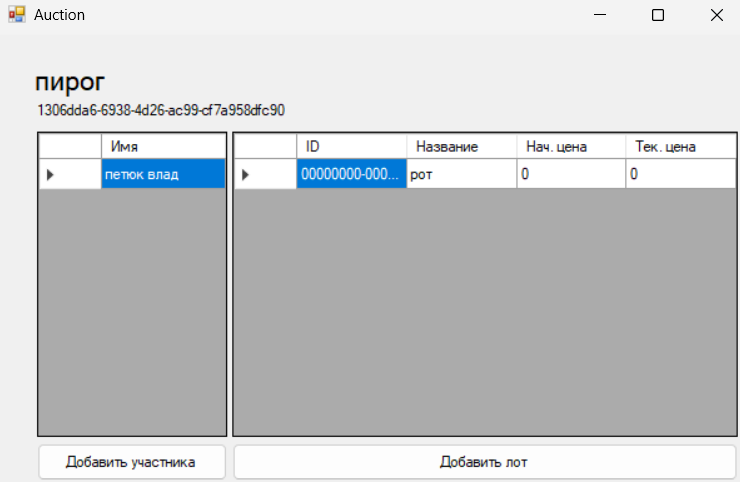 Auction
пирог
1306dda6-6938-4d26-ac99-cf7a958dfc90
Имя
петюк влад
ID Название Нач. цена Тек. цена
00000000-000... рот 0 0
Добавить участника
Добавить лот